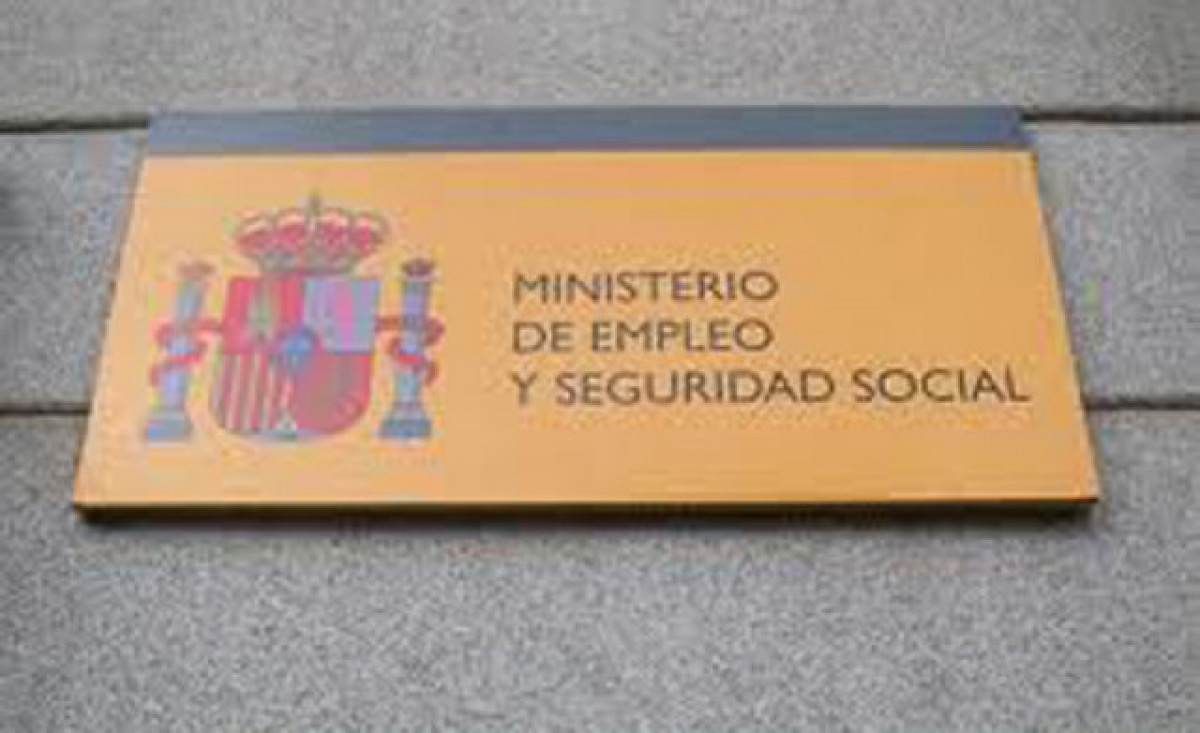 MINISTERIO
DE EMPLEO
Y SEGURIDAD SOCIAL